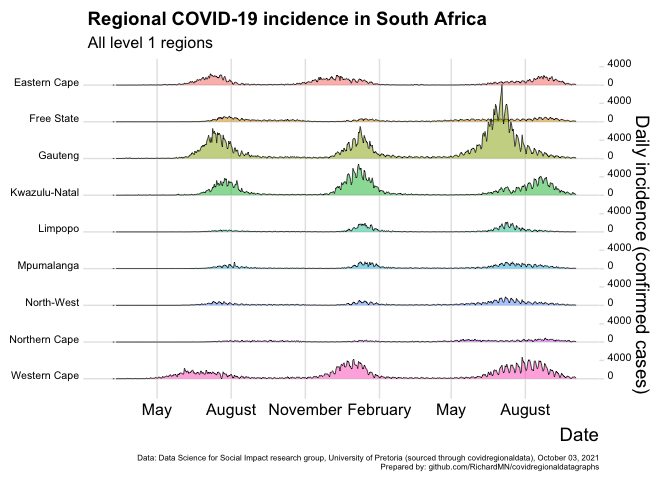 Regional COVID-19 incidence in South Africa
All level 1 regions
Eastern Cape
Free State
Gauteng
Kwazulu-Natal
Limpopo
Mpumalanga
North-West
Northern Cape
Western Cape
4000
0
4000
0
4000
0
4000
0
4000
0
4000
0
4000
0
4000
0
4000
0
Daily incidence (confirmed cases)
May August November February May August
Date
Data: Data Science for Social Impact research group, University of Pretoria (sourced through covidregionaldata), October 03, 2021
Prepared by: github.com/RichardMN/covidregionaldatagraphs